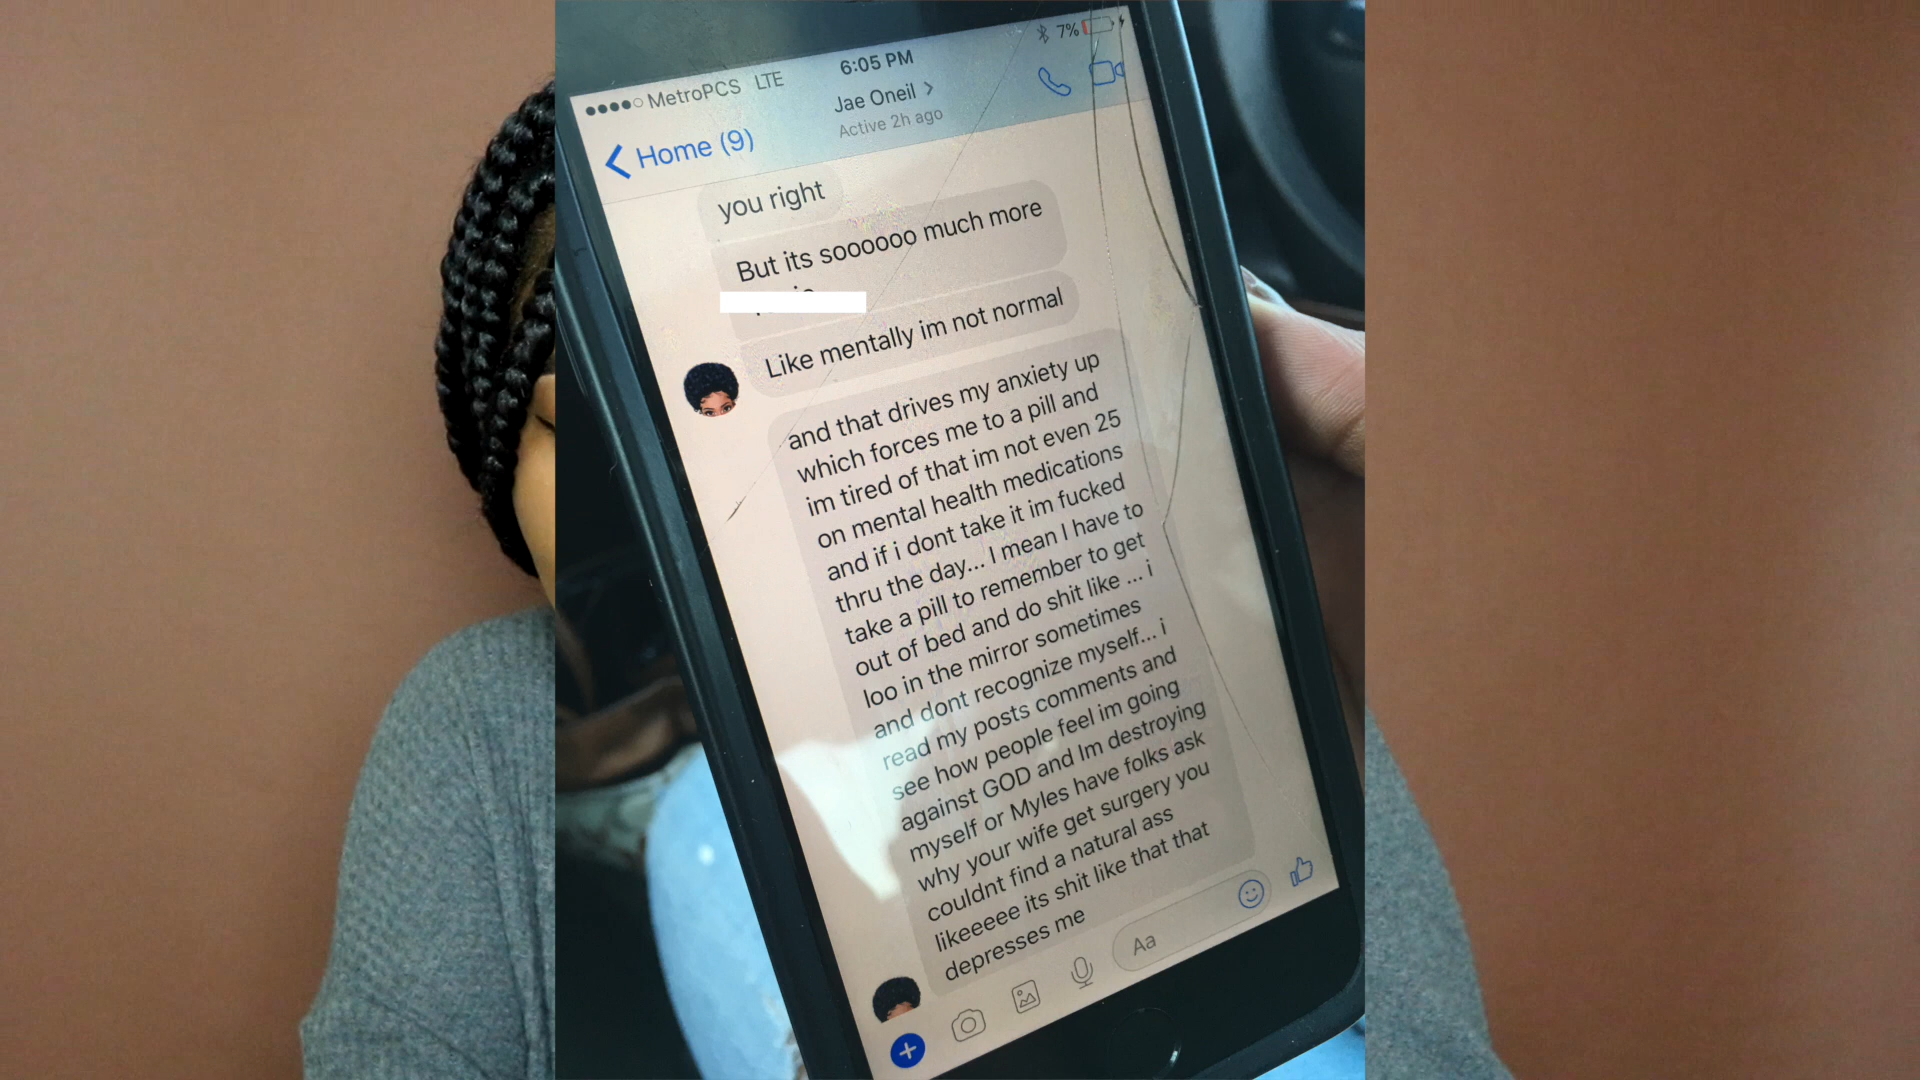 MetroPCS LTE 6:05 PM 7%
Home (9)
Jae Oneil >
Active 2h ago
you right
But its soooooo much more
Like mentally im not normal
and that drives my anxiety up
which forces me to a pill and
im tired of that im not even 25
on mental health medications
and if i dont take it im fucked
thru the day... I mean I have to
take a pill to remember to get
out of bed and do shit like ... i
loo in the mirror sometimes
and dont recognize myself... i
read my posts comments and
see how people feel im going
against GOD and Im destroying
myself or Myles have folks ask
why your wife get surgery you
couldnt find a natural ass
likeeeee its shit like that that
depresses me
Aa